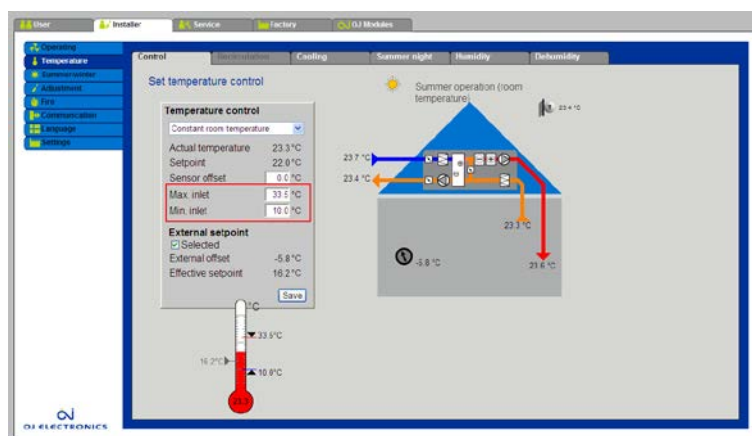 User
Installer
Service
Factory
OJ Modules
Operating
Temperature
Summer/winter
Adjustment
Fire
Communication
Language
Settings
Control
Recirculation
Cooling
Summer night
Humidity
Dehumidity
Set temperature control
Temperature control
Constant room temperature
Actual temperature 23.3°C
Setpoint 22.0°C
Sensor offset 0.0 °C
Max. inlet 33.5 °C
Min. inlet 10.0 °C
External setpoint
Selected
External offset -5.8°C
Effective setpoint 16.2°C
Save
°C
33.5°C
16.2°C
10.0°C
23.3
Summer operation (room
temperature)
23.4 °C
23.7 °C
23.4 °C
23.3 °C
-5.8 °C
23.6 °C
OJ ELECTRONICS